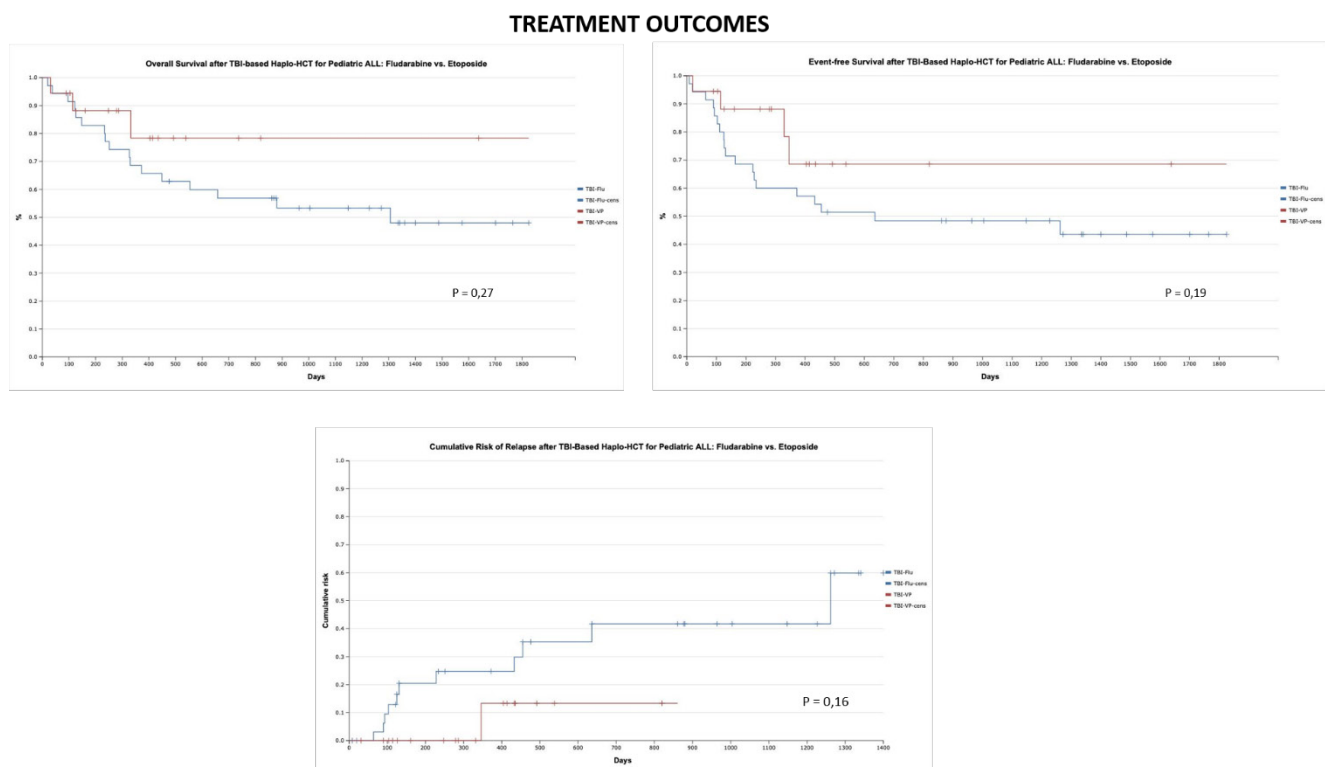 TREATMENT OUTCOMES
Overall Survival after TBI-based Haplo-HCT for Pediatric ALL: Fludarabine vs. Etoposide
1.0
0.9
0.8
0.7
0.6
0.5
0.4
0.3
0.2
0.1
0.0
%
0 100 200 300 400 500 600 700 800 900 1000 1100 1200 1300 1400 1500 1600 1700 1800
Days
TBI-Flu
TBI-Flu-cens
TBI-VP
TBI-VP-cens
P = 0,27
Event-free Survival after TBI-Based Haplo-HCT for Pediatric ALL: Fludarabine vs. Etoposide
1.0
0.9
0.8
0.7
0.6
0.5
0.4
0.3
0.2
0.1
0.0
%
0 100 200 300 400 500 600 700 800 900 1000 1100 1200 1300 1400 1500 1600 1700 1800
Days
TBI-Flu
TBI-Flu-cens
TBI-VP
TBI-VP-cens
P = 0,19
Cumulative Risk of Relapse after TBI-Based Haplo-HCT for Pediatric ALL: Fludarabine vs. Etoposide
1.0
0.9
0.8
0.7
0.6
0.5
0.4
0.3
0.2
0.1
0.0
Cumulative risk
0 100 200 300 400 500 600 700 800 900 1000 1100 1200 1300 1400
Days
TBI-Flu
TBI-Flu-cens
TBI-VP
TBI-VP-cens
P = 0,16